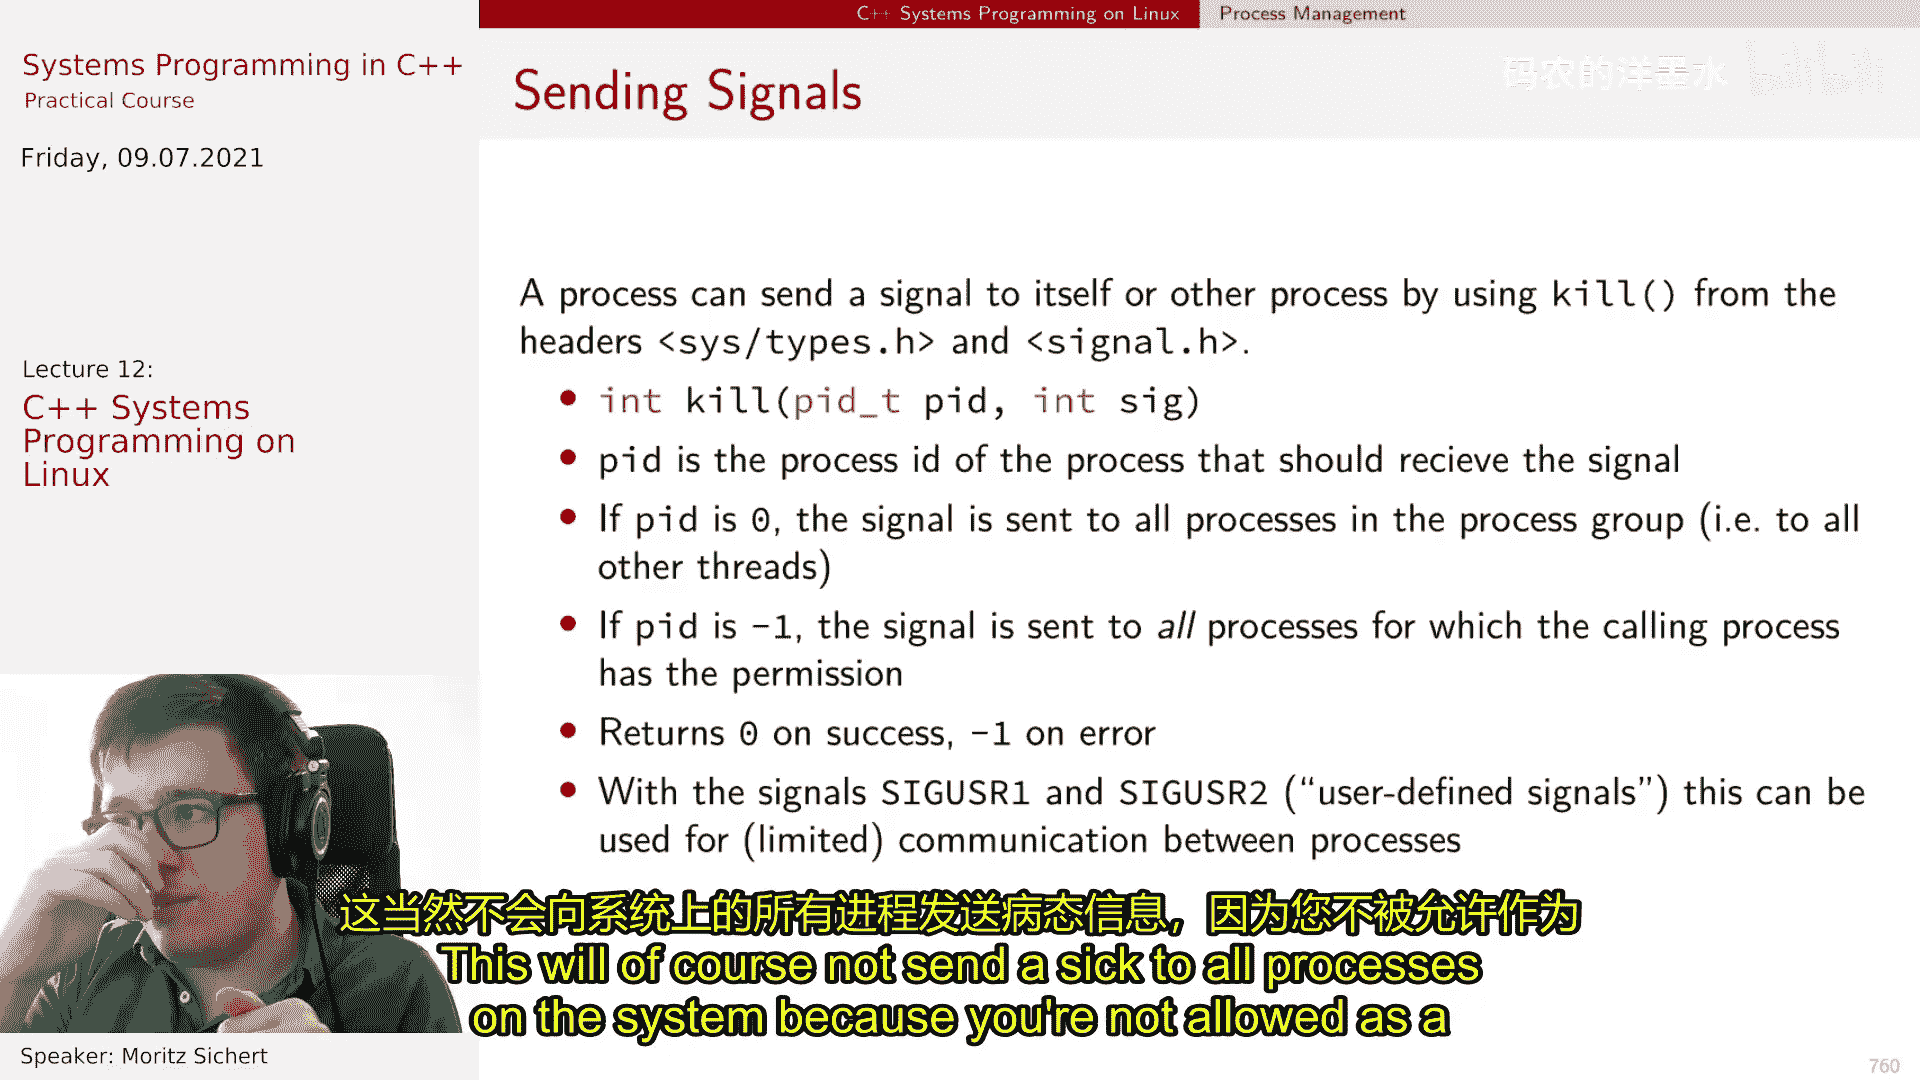 C++ Systems Programming on Linux
Process Management
Systems Programming in C++
Practical Course
Friday, 09.07.2021
Lecture 12:
C++ Systems
Programming on
Linux
Sending Signals
码农的洋墨水 bilibili
A process can send a signal to itself or other process by using kill() from the
headers <sys/types.h> and <signal.h>.
• int kill(pid_t pid, int sig)
• pid is the process id of the process that should recieve the signal
• If pid is 0, the signal is sent to all processes in the process group (i.e. to all
other threads)
• If pid is -1, the signal is sent to all processes for which the calling process
has the permission
• Returns 0 on success, -1 on error
• With the signals SIGUSR1 and SIGUSR2 (“user-defined signals”) this can be
used for (limited) communication between processes
这当然不会向系统上的所有进程发送病态信息，因为您不被允许作为
This will of course not send a sick to all processes
on the system because you're not allowed as a
Speaker: Moritz Sichert
760